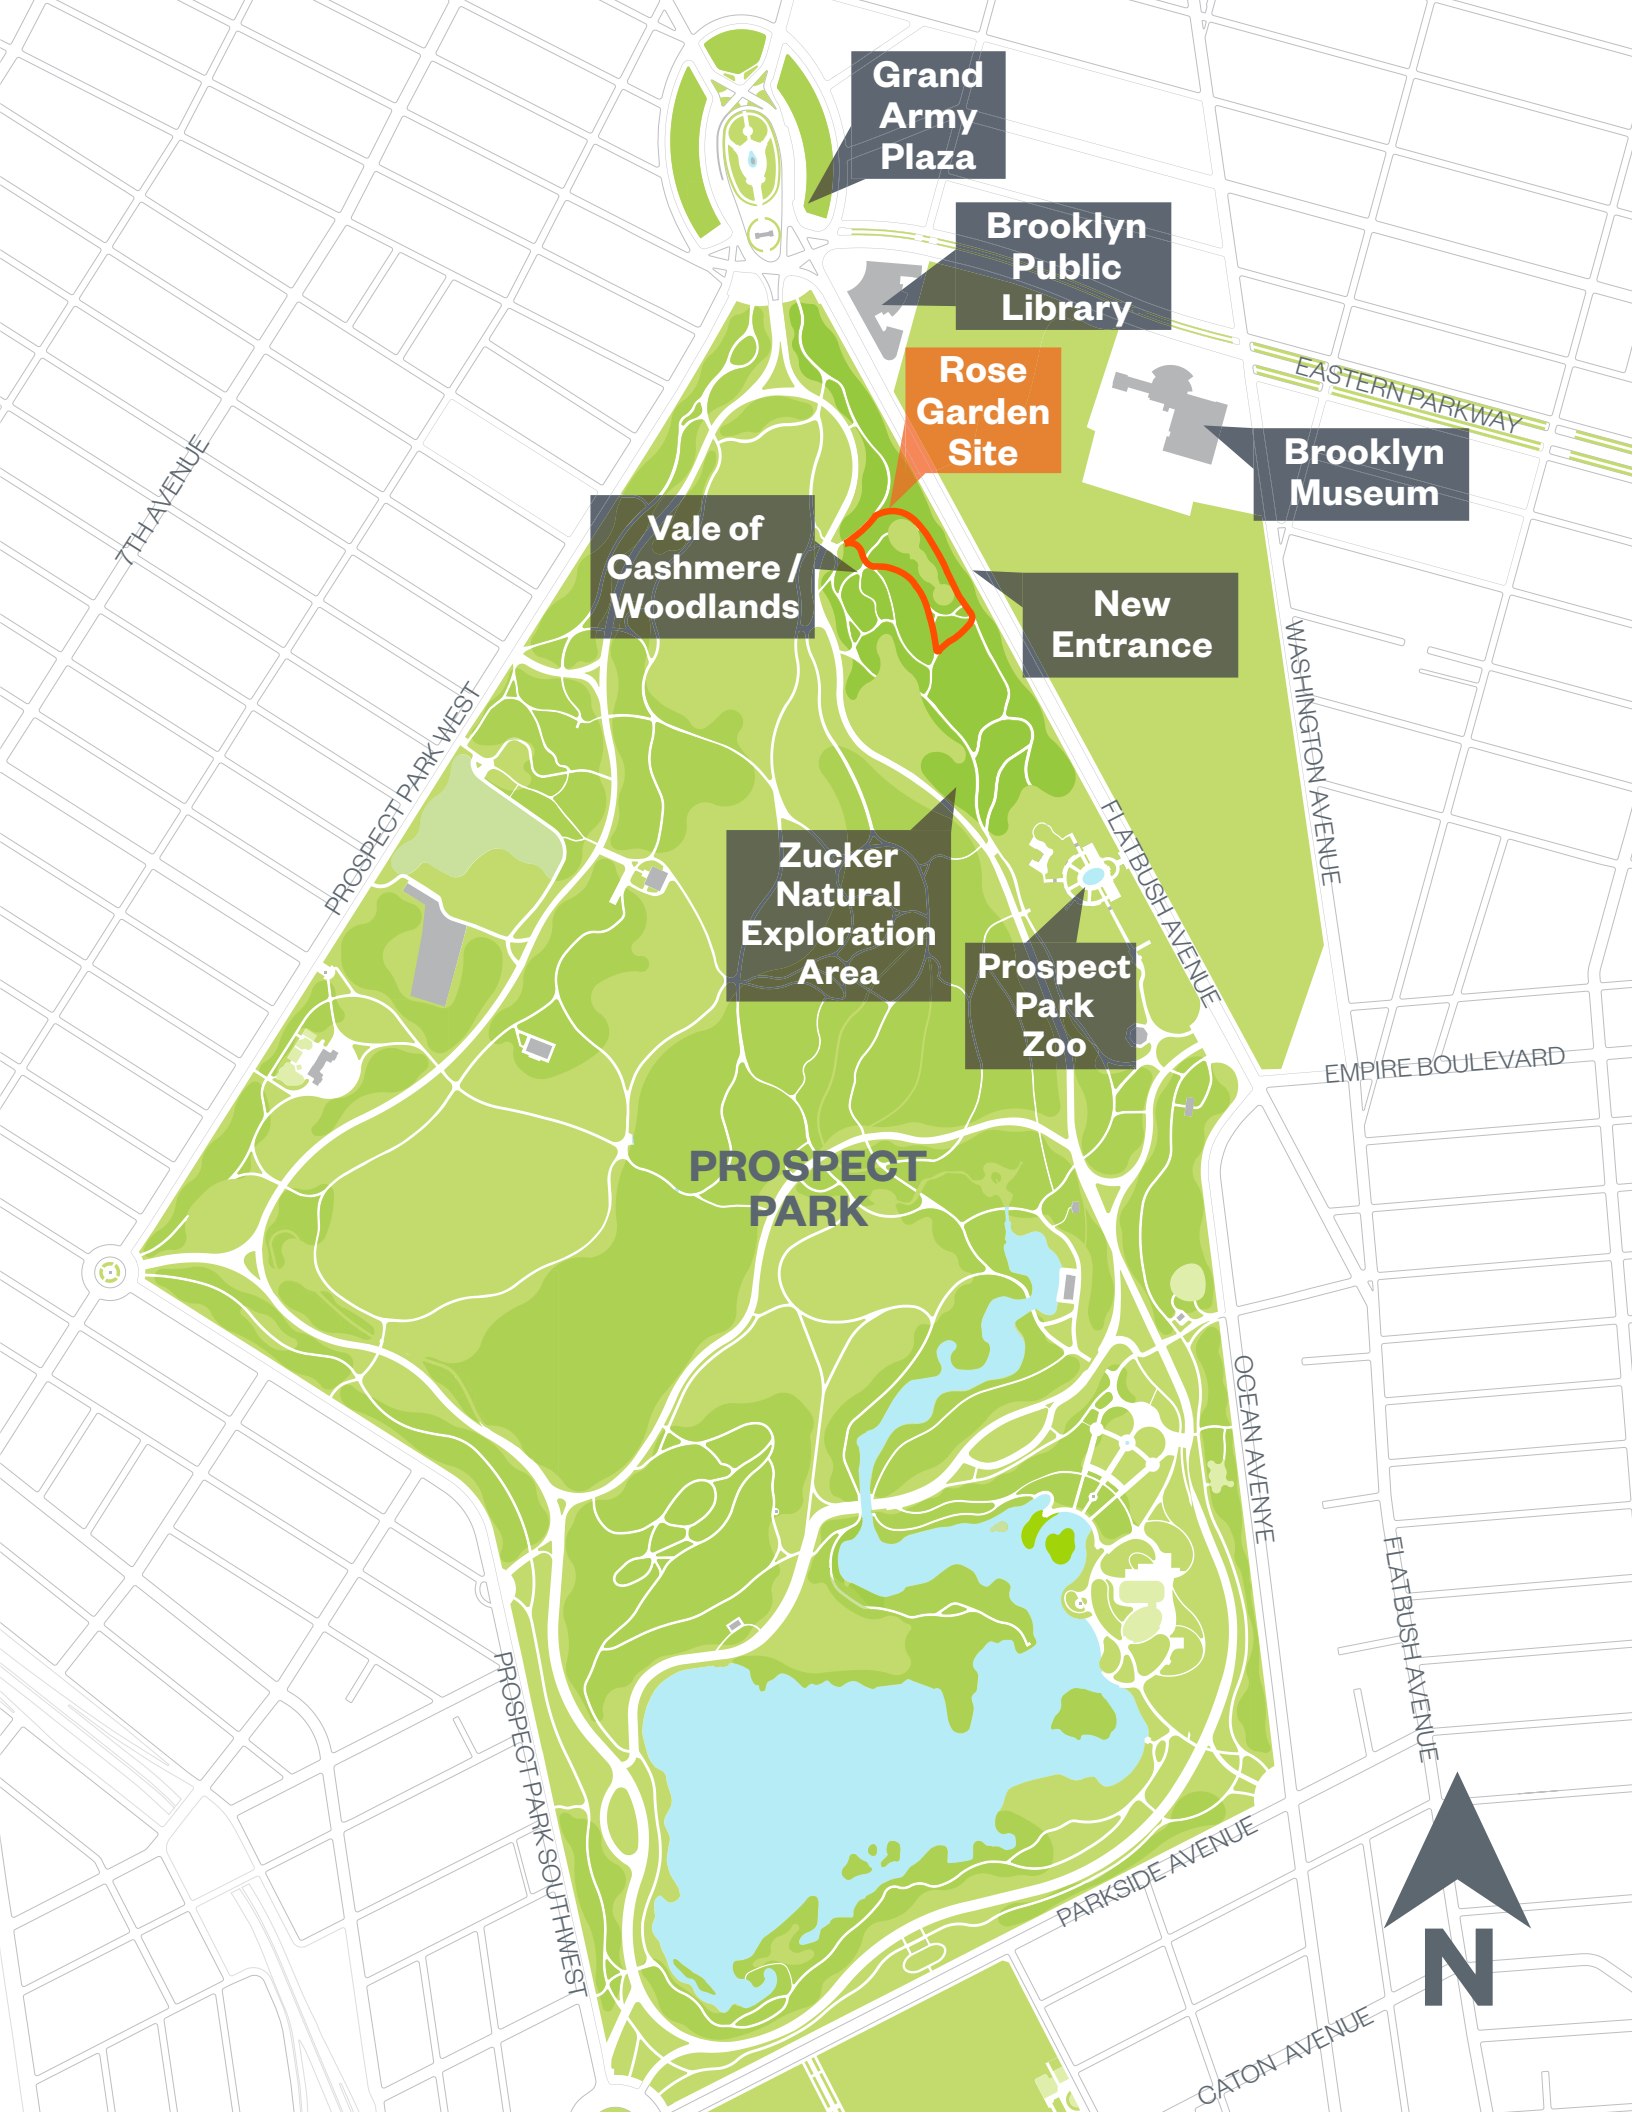 Grand
Army
Plaza
Brooklyn
Public
Library
Rose
Garden
Site
EASTERN PARKWAY
Brooklyn
Museum
7TH AVENUE
Vale of
Cashmere /
Woodlands
New
Entrance
WASHINGTON AVENUE
PROSPECT PARK WEST
FLATBUSH AVENUE
Zucker
Natural
Exploration
Area
Prospect
Park
Zoo
EMPIRE BOULEVARD
PROSPECT
PARK
OCEAN AVENYE
FLATBUSH AVENUE
PROSPECT PARK SOUTHWEST
PARKSIDE AVENUE
N
CATON AVENUE